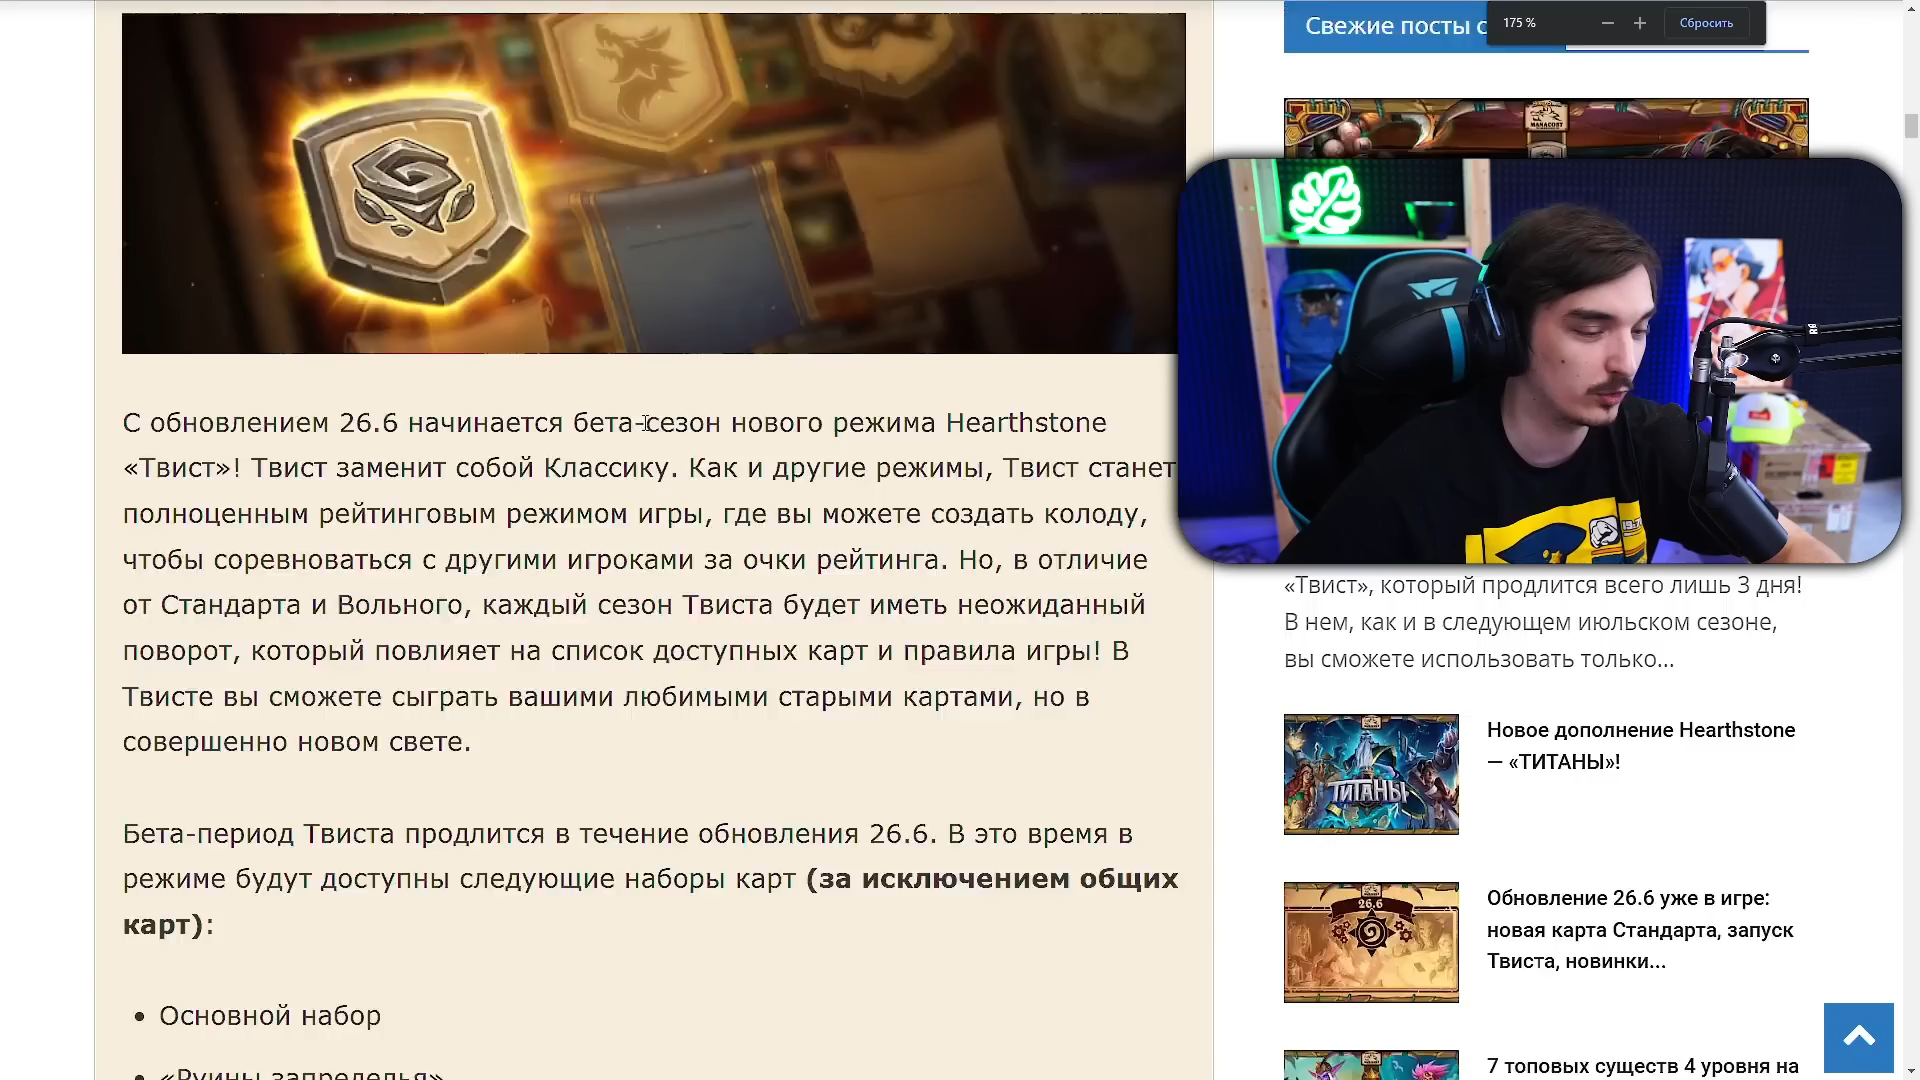 Свежие посты с
175 %
Сбросить
MANACOST
С обновлением 26.6 начинается бета-сезон нового режима Hearthstone
«Твист»! Твист заменит собой Классику. Как и другие режимы, Твист станет
полноценным рейтинговым режимом игры, где вы можете создать колоду,
чтобы соревноваться с другими игроками за очки рейтинга. Но, в отличие
от Стандарта и Вольного, каждый сезон Твиста будет иметь неожиданный
поворот, который повлияет на список доступных карт и правила игры! В
Твисте вы сможете сыграть вашими любимыми старыми картами, но в
совершенно новом свете.
Бета-период Твиста продлится в течение обновления 26.6. В это время в
режиме будут доступны следующие наборы карт (за исключением общих
карт):
• Основной набор
• «Руины запределья»
«Твист», который продлится всего лишь 3 дня!
В нем, как и в следующем июльском сезоне,
вы сможете использовать только...
ТИТАНЫ
Новое дополнение Hearthstone
— «ТИТАНЫ»!
26.6
Обновление 26.6 уже в игре:
новая карта Стандарта, запуск
Твиста, новинки...
7 топовых существ 4 уровня на